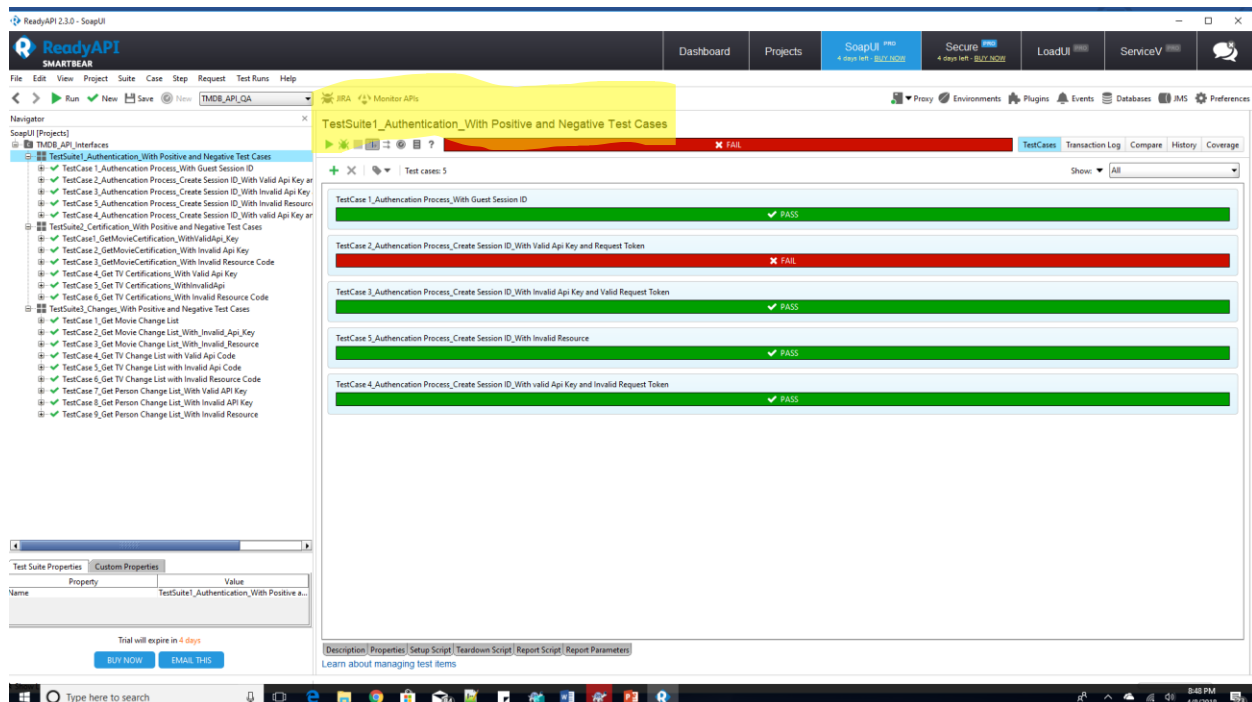 ReadyAPI 2.3.0 - SoapUI
ReadyAPI
SMARTBEAR
Dashboard Projects SoapUI PRO Secure PRO LoadUI ServiceV
4 days left - BUY NOW 4 days left - BUY NOW
File Edit View Project Suite Case Step Request Test Runs Help
Run New Save New TMDB_API_QA JIRA Monitor APIs Proxy Environments Plugins Events Databases JMS Preferences
Navigator
SoapUI [Projects]
TMDB_API_Interfaces
TestSuite1_Authentication_With Positive and Negative Test Cases
TestCase 1_Authencation Process_With Guest Session ID
TestCase 2_Authencation Process_Create Session ID_With Valid Api Key ar
TestCase 3_Authencation Process_Create Session ID_With Invalid Api Key
TestCase 5_Authencation Process_Create Session ID_With Invalid Resource
TestCase 4_Authencation Process_Create Session ID_With valid Api Key ar
TestSuite2_Certification_With Positive and Negative Test Cases
TestCase1_GetMovieCertification_WithValidApi_Key
TestCase 2_GetMovieCertification_With Invalid Api Key
TestCase 3_GetMovieCertification_With Invalid Resource Code
TestCase 4_Get TV Certifications_With Valid Api Key
TestCase 5_Get TV Certifications_WithInvalidApi
TestCase 6_Get TV Certifications_With Invalid Resource Code
TestSuite3_Changes_With Positive and Negative Test Cases
TestCase 1_Get Movie Change List
TestCase 2_Get Movie Change List_With_Invalid_Api_Key
TestCase 3_Get Movie Change List_With_Invalid_Resource
TestCase 4_Get TV Change List with Valid Api Code
TestCase 5_Get TV Change List with Invalid Api Code
TestCase 6_Get TV Change List with Invalid Resource Code
TestCase 7_Get Person Change List_With Valid API Key
TestCase 8_Get Person Change List_With Invalid API Key
TestCase 9_Get Person Change List_With Invalid Resource
Test Suite Properties Custom Properties
Property Value
Name TestSuite1_Authentication_With Positive a...
Trial will expire in 4 days
BUY NOW EMAIL THIS
TestSuite1_Authentication_With Positive and Negative Test Cases
FAIL TestCases Transaction Log Compare History Coverage
Test cases: 5 Show: All
TestCase 1_Authencation Process_With Guest Session ID
PASS
TestCase 2_Authencation Process_Create Session ID_With Valid Api Key and Request Token
FAIL
TestCase 3_Authencation Process_Create Session ID_With Invalid Api Key and Valid Request Token
PASS
TestCase 5_Authencation Process_Create Session ID_With Invalid Resource
PASS
TestCase 4_Authencation Process_Create Session ID_With valid Api Key and Invalid Request Token
PASS
Description Properties Setup Script Teardown Script Report Script Report Parameters
Learn about managing test items
Type here to search 8:48 PM